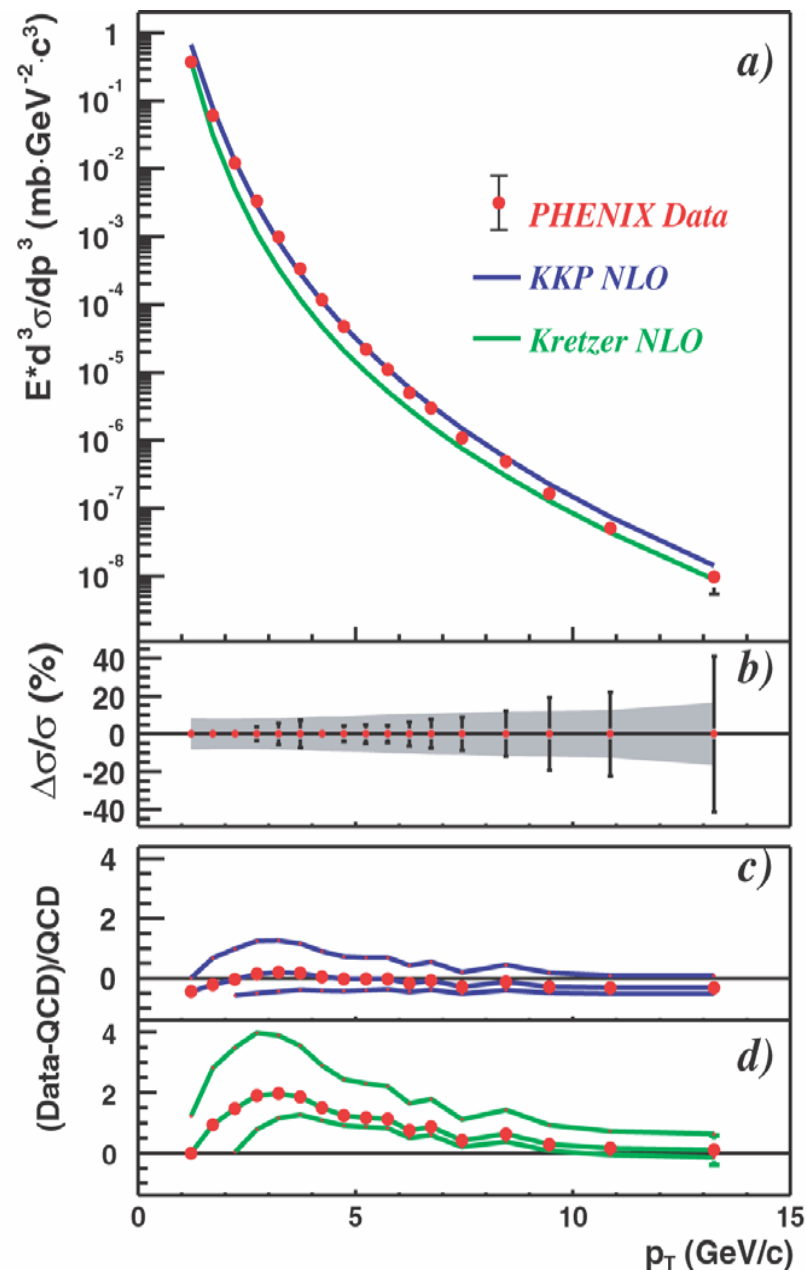 E*d³σ/dp³ (mb·GeV⁻²·c³)
1
10⁻¹
10⁻²
10⁻³
10⁻⁴
10⁻⁵
10⁻⁶
10⁻⁷
10⁻⁸
a)
PHENIX Data
KKP NLO
Kretzer NLO
Δσ/σ (%)
40
20
0
-20
-40
b)
(Data-QCD)/QCD
4
2
0
c)
4
2
0
d)
0 5 10 15
p_T (GeV/c)